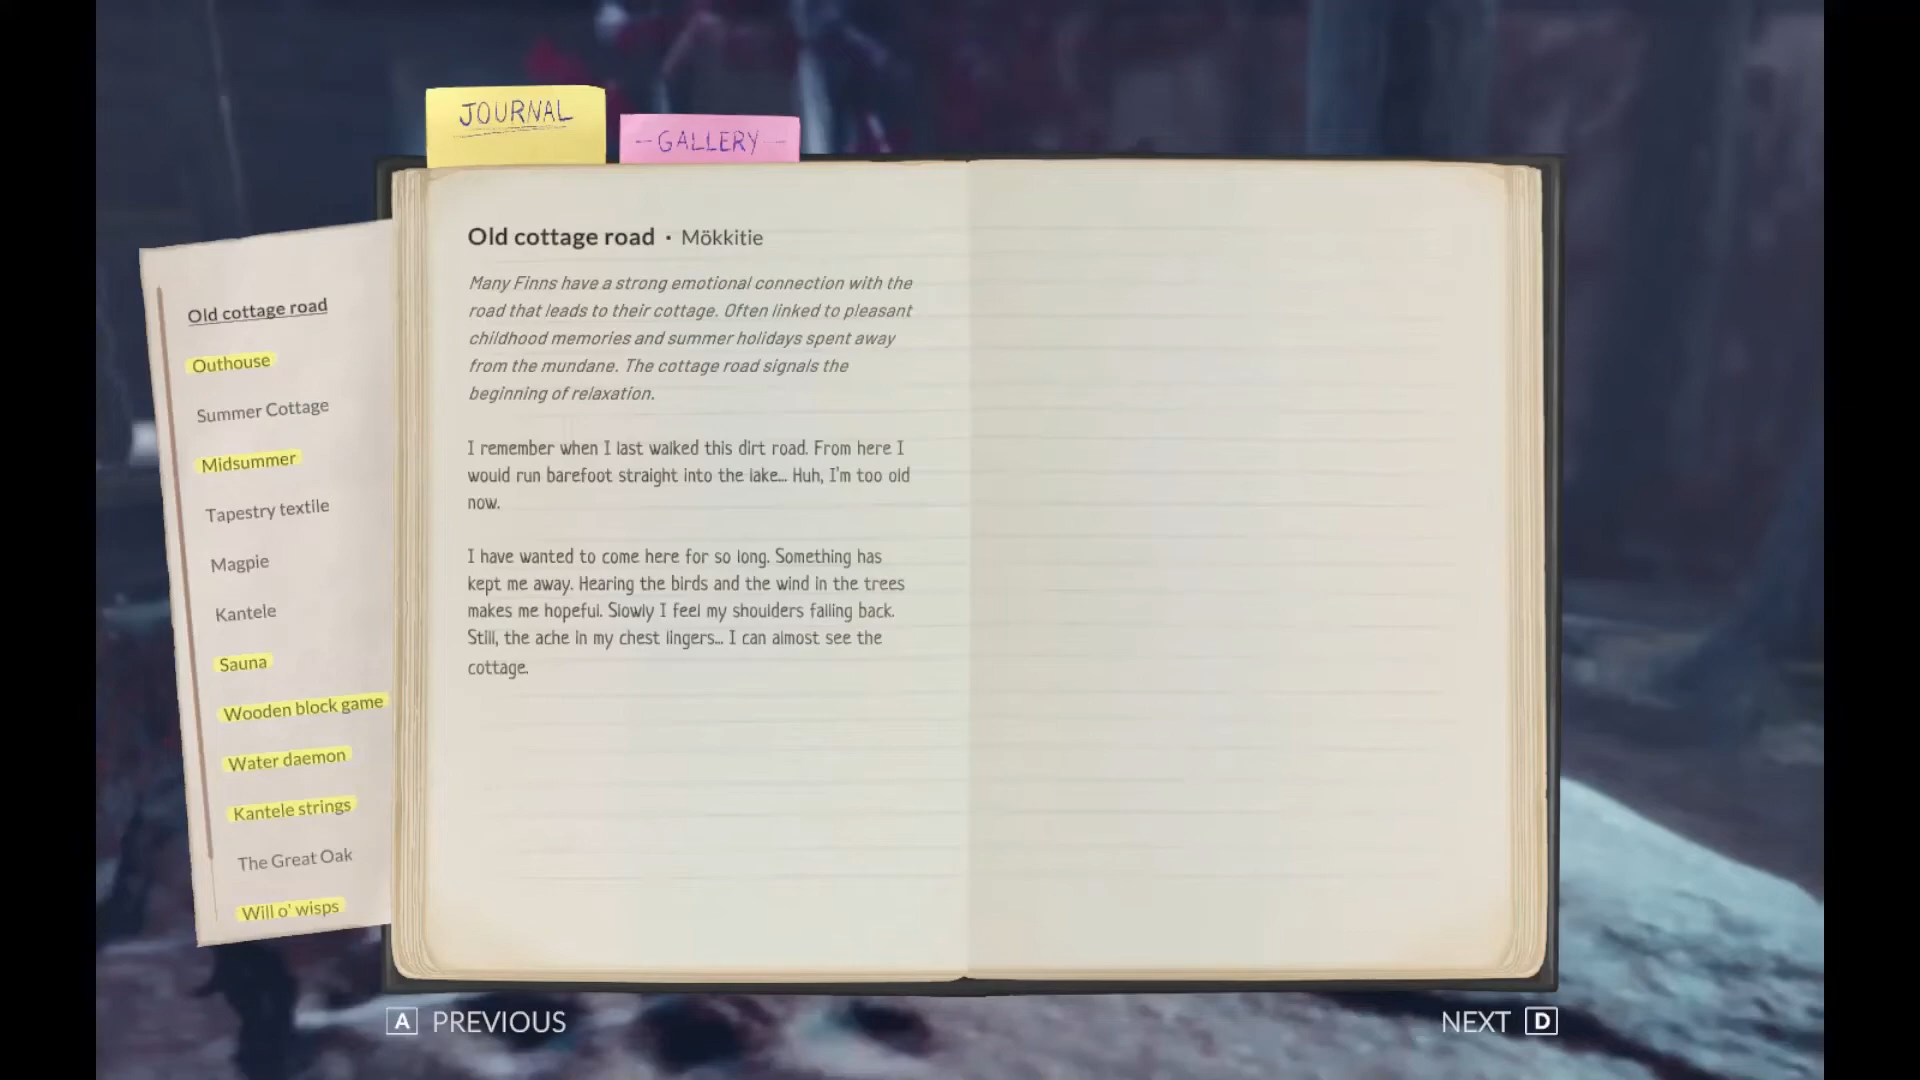 JOURNAL
- GALLERY -
Old cottage road
Outhouse
Summer Cottage
Midsummer
Tapestry textile
Magpie
Kantele
Sauna
Wooden block game
Water daemon
Kantele strings
The Great Oak
Will o' wisps
Old cottage road · Mökkitie
Many Finns have a strong emotional connection with the
road that leads to their cottage. Often linked to pleasant
childhood memories and summer holidays spent away
from the mundane. The cottage road signals the
beginning of relaxation.
I remember when I last walked this dirt road. From here I
would run barefoot straight into the lake... Huh, I'm too old
now.
I have wanted to come here for so long. Something has
kept me away. Hearing the birds and the wind in the trees
makes me hopeful. Slowly I feel my shoulders falling back.
Still, the ache in my chest lingers... I can almost see the
cottage.
A PREVIOUS
NEXT D